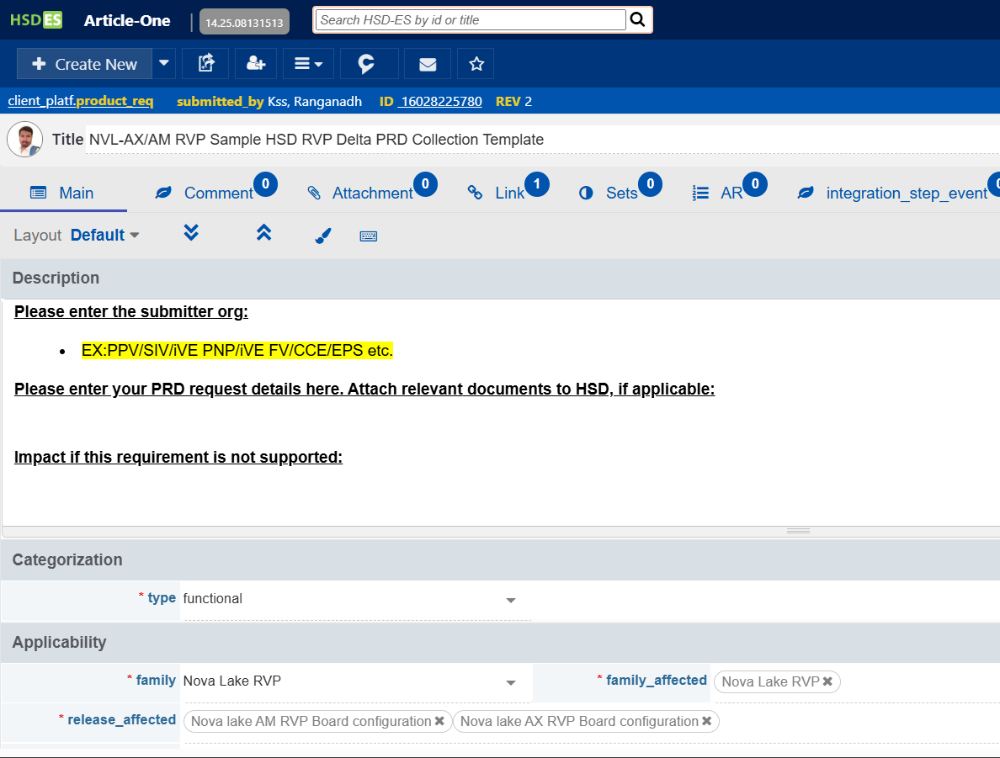 HSD ES Article-One | 14.25.08131513 Search HSD-ES by id or title
Create New
client_platf.product_req submitted_by Kss, Ranganadh ID 16028225780 REV 2
Title NVL-AX/AM RVP Sample HSD RVP Delta PRD Collection Template
Main Comment 0 Attachment 0 Link 1 Sets 0 AR 0 integration_step_event
Layout Default
Description
Please enter the submitter org:
• EX:PPV/SIV/iVE PNP/iVE FV/CCE/EPS etc.
Please enter your PRD request details here. Attach relevant documents to HSD, if applicable:
Impact if this requirement is not supported:
Categorization
* type functional
Applicability
* family Nova Lake RVP * family_affected Nova Lake RVP ✖
* release_affected Nova lake AM RVP Board configuration ✖ Nova lake AX RVP Board configuration ✖